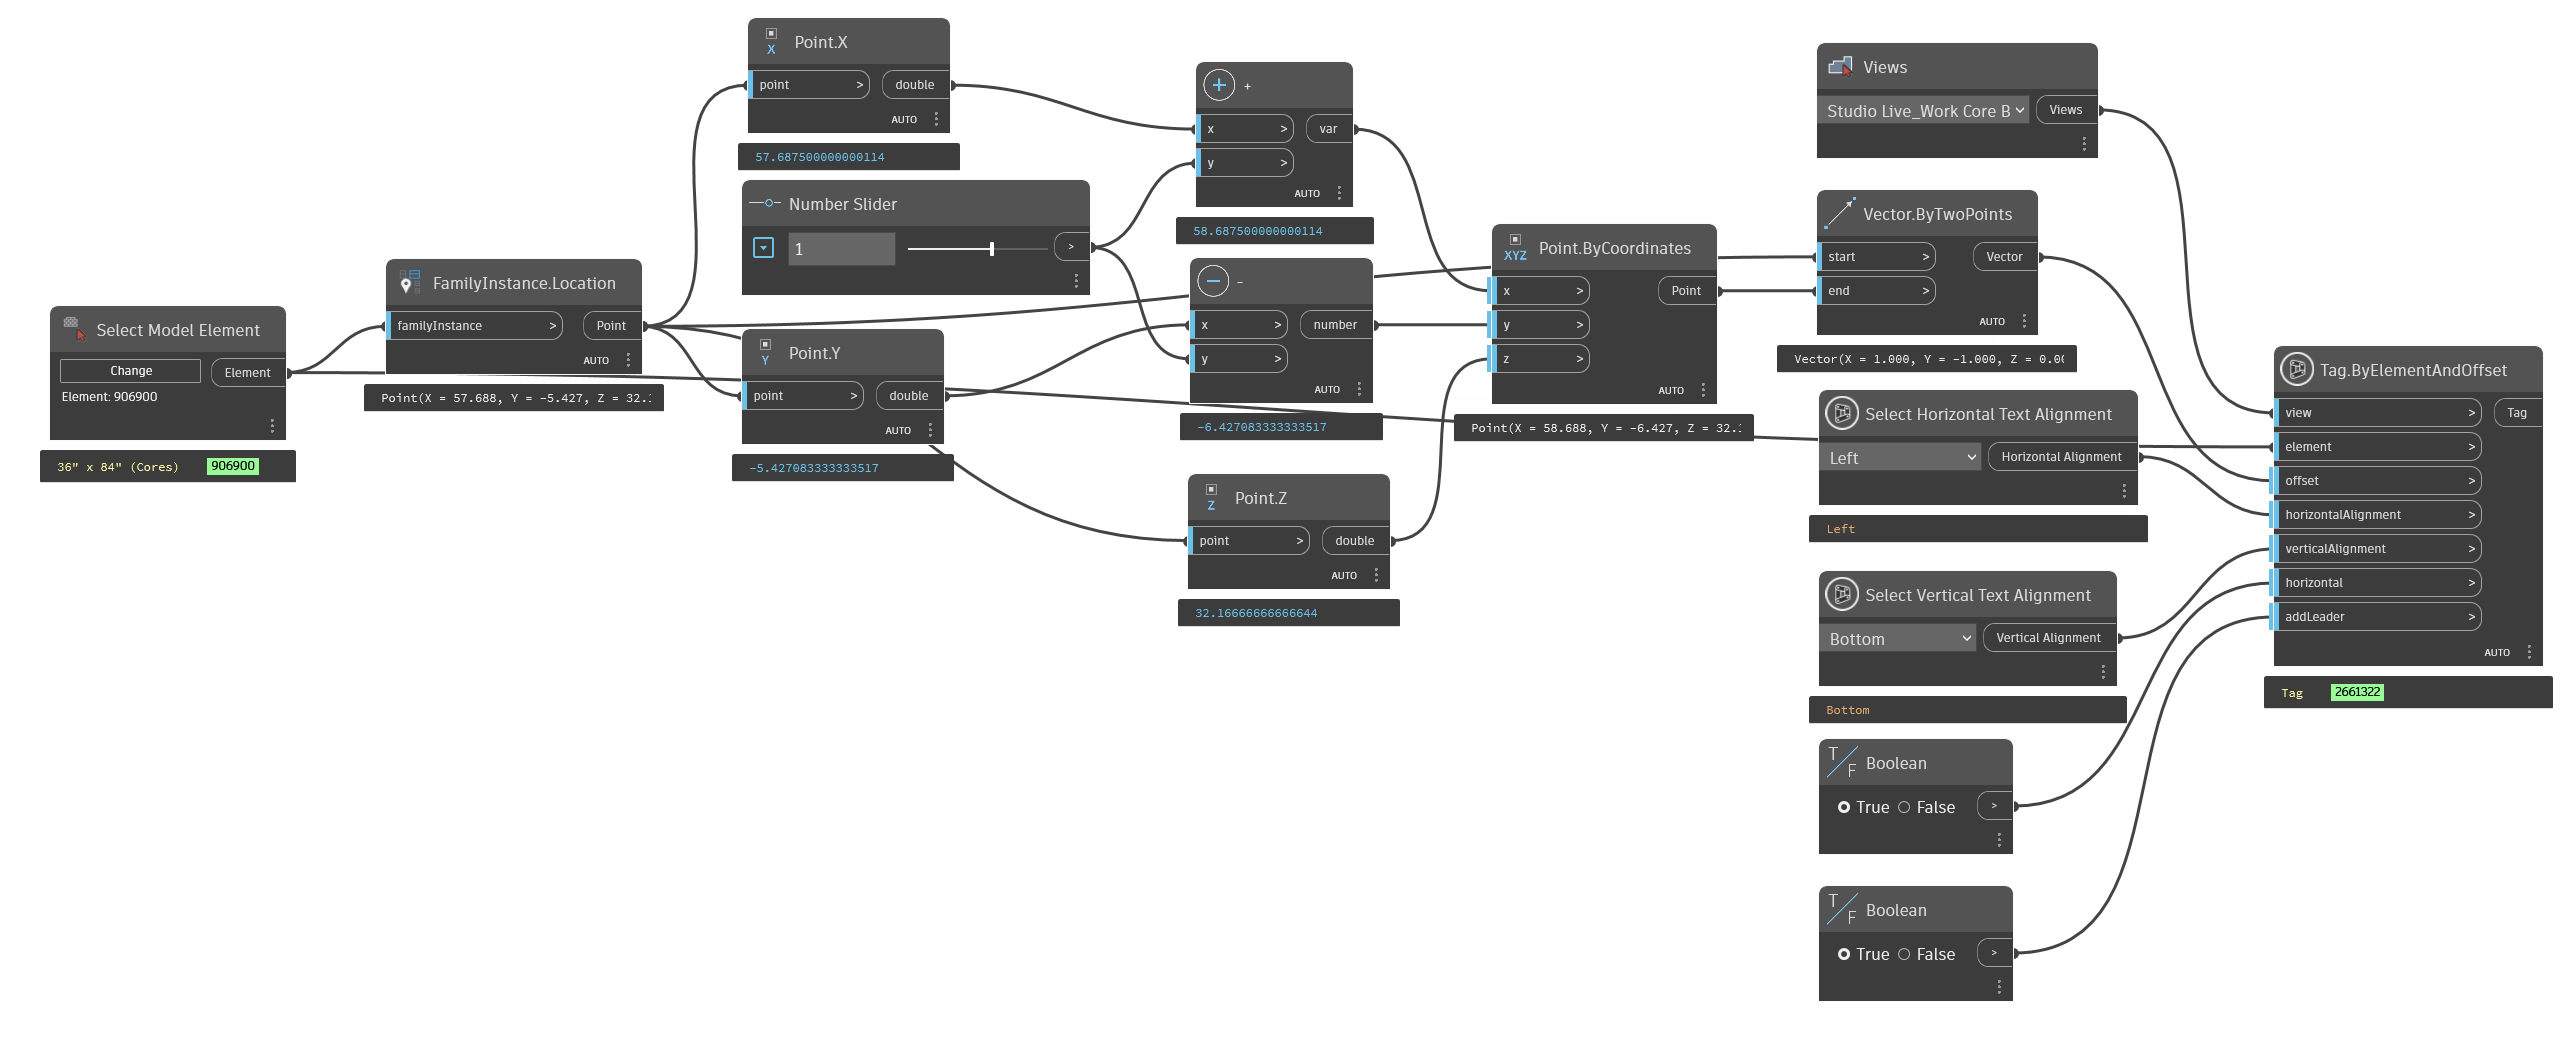 Select Model Element
Change
Element
Element: 906900
36" x 84" (Cores) 906900
FamilyInstance.Location
familyInstance >
Point
AUTO
Point(X = 57.688, Y = -5.427, Z = 32.
X
Point.X
point >
double
AUTO
57.687500000000114
Number Slider
1
>
Y
Point.Y
point >
double
AUTO
-5.427083333333517
+
x >
var
y >
AUTO
58.687500000000114
-
x >
number
y >
AUTO
-6.427083333333517
Z
Point.Z
point >
double
AUTO
32.16666666666644
XYZ
Point.ByCoordinates
x >
Point
y >
z >
AUTO
Point(X = 58.688, Y = -6.427, Z = 32.
Views
Studio Live_Work Core B
Views
Vector.ByTwoPoints
start >
Vector
end >
AUTO
Vector(X = 1.000, Y = -1.000, Z = 0.0
Select Horizontal Text Alignment
Left
Horizontal Alignment
Left
Select Vertical Text Alignment
Bottom
Vertical Alignment
Bottom
T
F
Boolean
True
False
>
T
F
Boolean
True
False
>
Tag.ByElementAndOffset
view >
Tag
element >
offset >
horizontalAlignment >
verticalAlignment >
horizontal >
addLeader >
AUTO
Tag 2661322